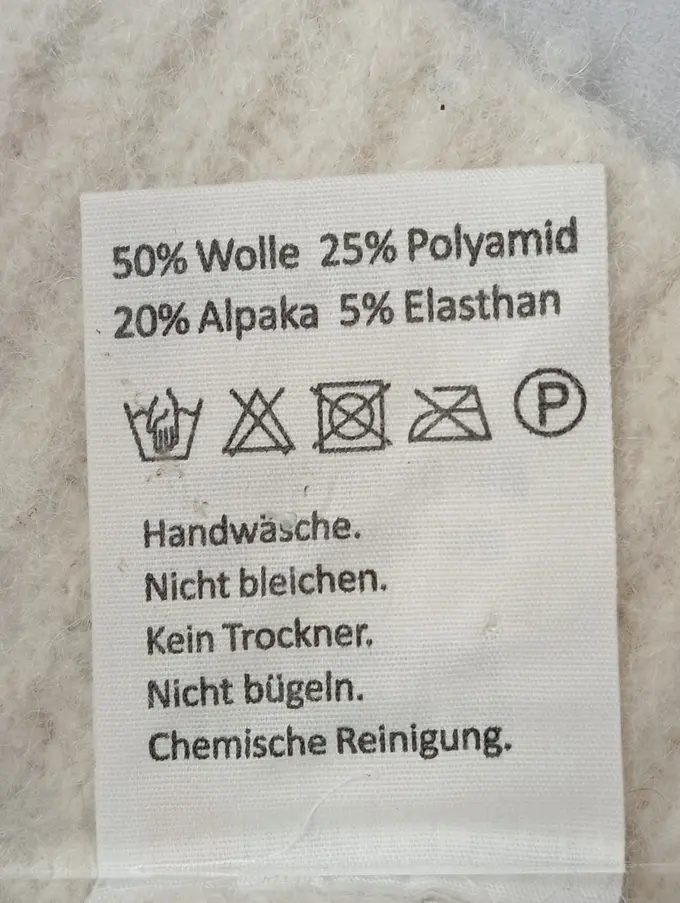 50% Wolle 25% Polyamid
20% Alpaka 5% Elasthan
P
Handwäsche.
Nicht bleichen.
Kein Trockner.
Nicht bügeln.
Chemische Reinigung.